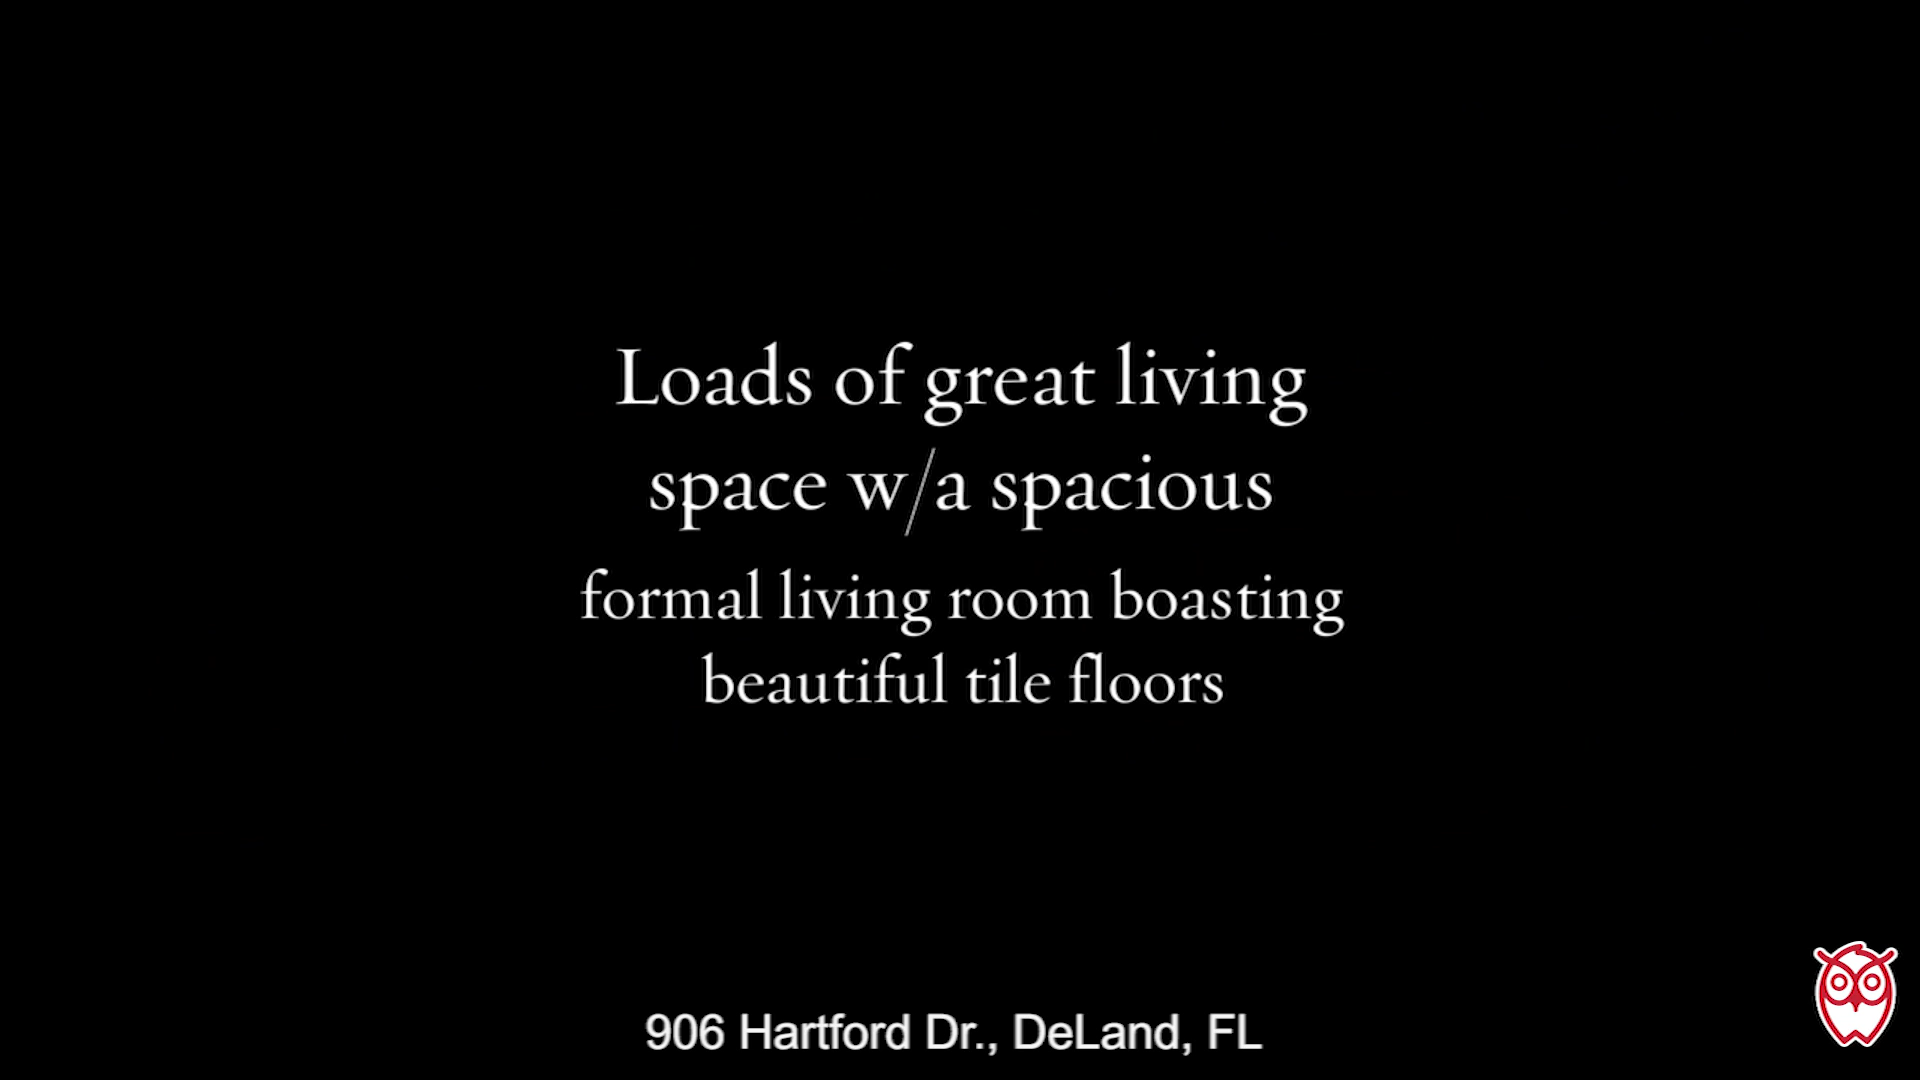 Loads of great living
space w/a spacious
formal living room boasting
beautiful tile floors
906 Hartford Dr., DeLand, FL